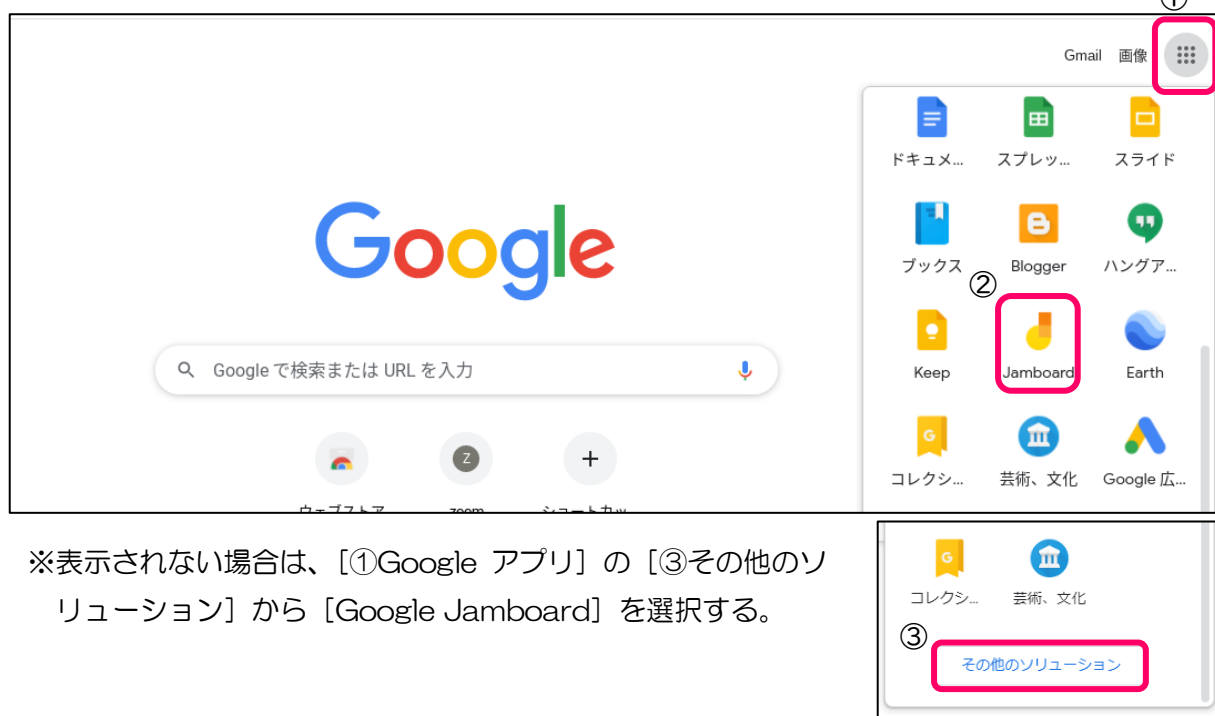 ①
Gmail 画像
ドキュメ... スプレッ... スライド
Google
ブックス Blogger ハングア...
②
Google で検索または URL を入力
Keep Jamboard Earth
G
Z
コレクシ... 芸術、文化 Google 広...
ウェブストア zoom ショートカッ
※表示されない場合は、[①Google アプリ] の [③その他のソ
リューション] から [Google Jamboard] を選択する。
G
コレクシ... 芸術、文化
③
その他のソリューション